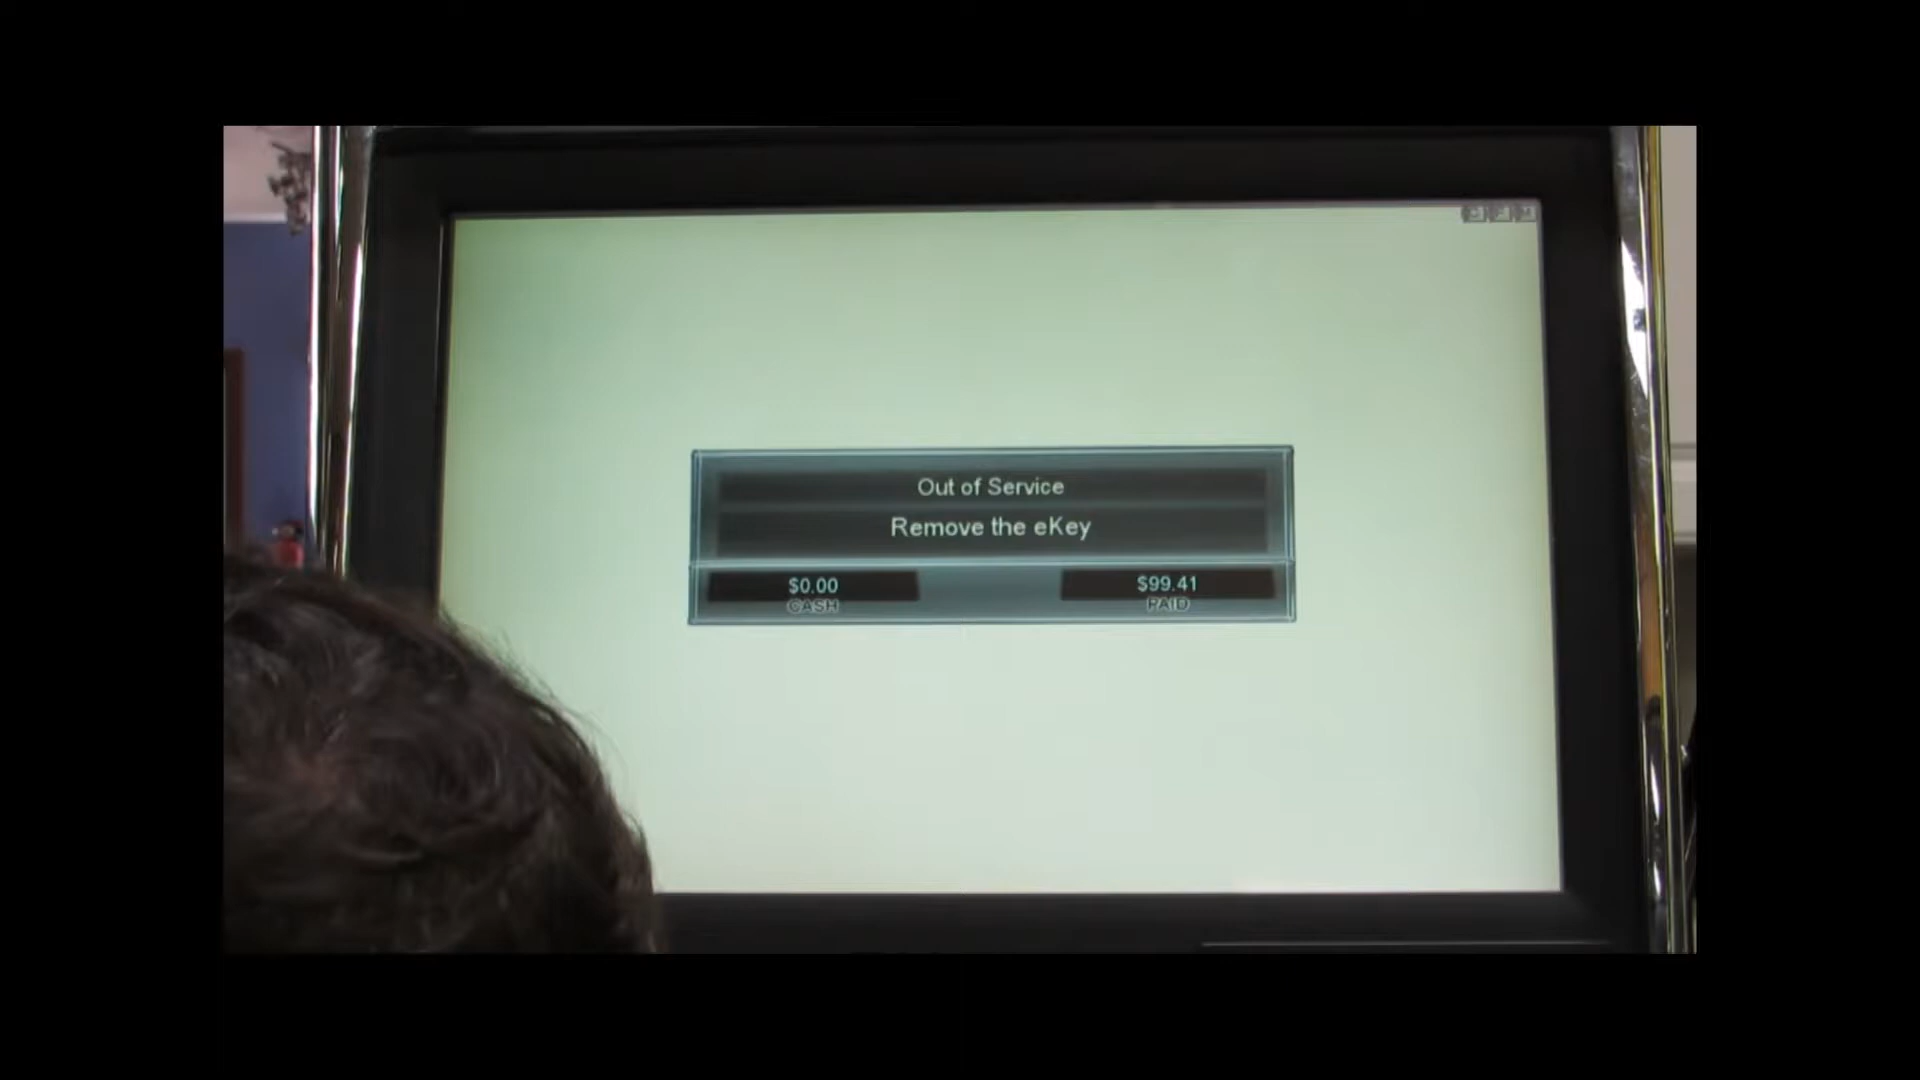 Out of Service
Remove the eKey
$0.00 $99.41
CASH PAID